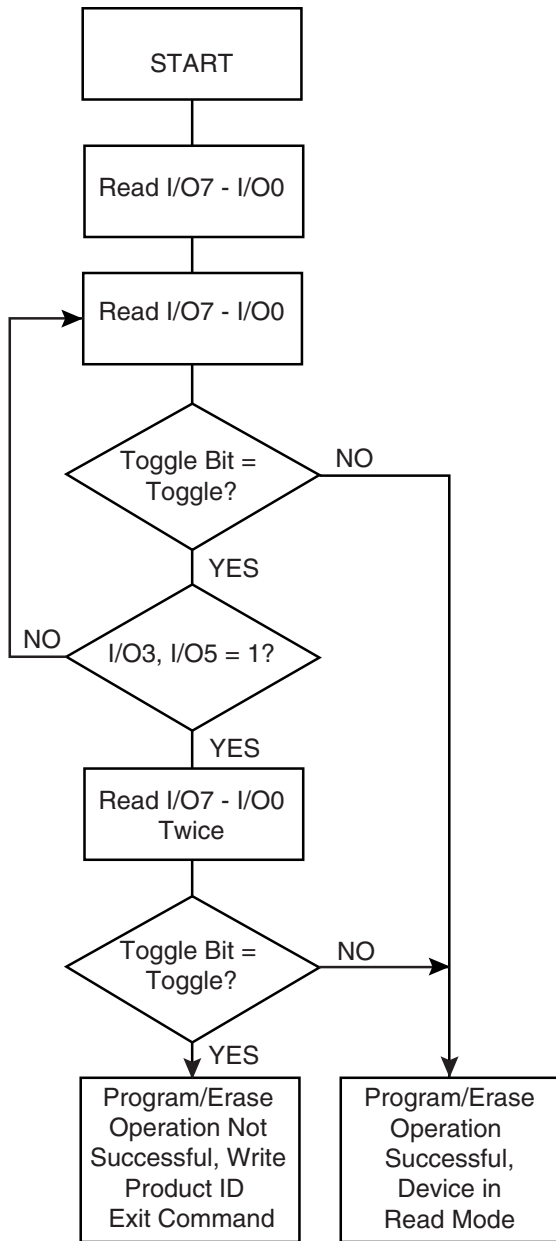 START
Read I/O7 - I/O0
Read I/O7 - I/O0
Toggle Bit =
Toggle?
NO
YES
NO
I/O3, I/O5 = 1?
YES
Read I/O7 - I/O0
Twice
Toggle Bit =
Toggle?
NO
YES
Program/Erase
Operation Not
Successful, Write
Product ID
Exit Command
Program/Erase
Operation
Successful,
Device in
Read Mode